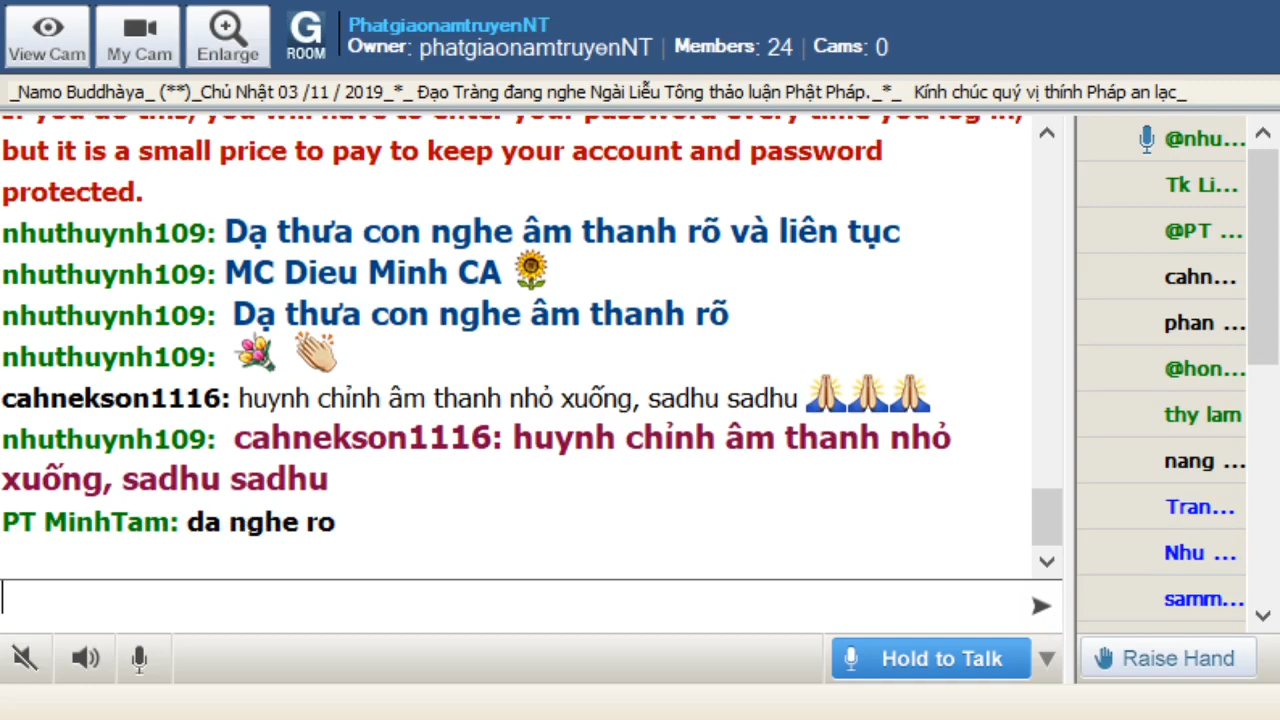 View Cam
My Cam
Enlarge
G
ROOM
PhatgiaonamtruyenNT
Owner: phatgiaonamtruyenNT | Members: 24 | Cams: 0
_Namo Buddhàya_ (**)_Chủ Nhật 03 /11 / 2019_*_ Đạo Tràng đang nghe Ngài Liễu Tông thảo luận Phật Pháp._*_ Kính chúc quý vị thính Pháp an lạc_
If you do this, you will have to enter your password every time you log in,
but it is a small price to pay to keep your account and password
protected.
nhuthuynh109: Dạ thưa con nghe âm thanh rõ và liên tục
nhuthuynh109: MC Dieu Minh CA 🌻
nhuthuynh109: Dạ thưa con nghe âm thanh rõ
nhuthuynh109: 💐 👏
cahnekson1116: huynh chỉnh âm thanh nhỏ xuống, sadhu sadhu 🙏🙏🙏
nhuthuynh109: cahnekson1116: huynh chỉnh âm thanh nhỏ
xuống, sadhu sadhu
PT MinhTam: da nghe ro
@nhu...
Tk Li...
@PT ...
cahn...
phan ...
@hon...
thy lam
nang ...
Tran...
Nhu ...
samm...
Hold to Talk
Raise Hand